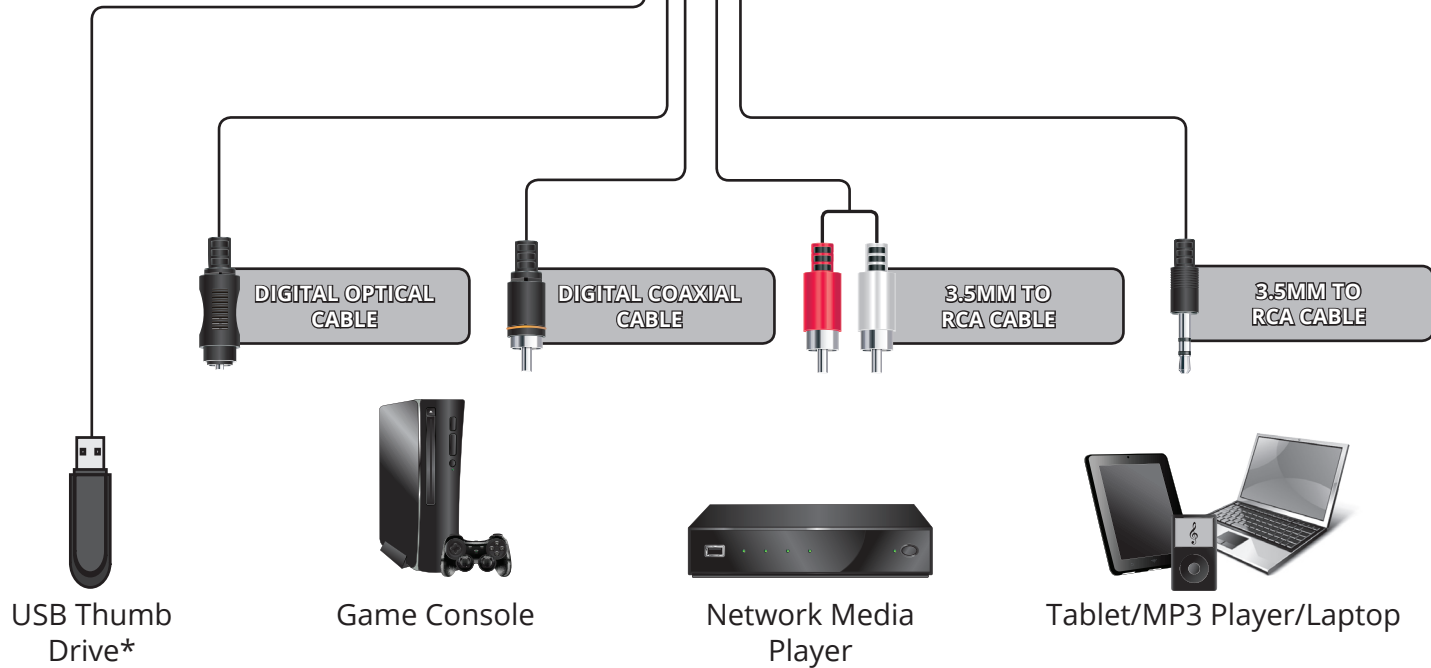 DIGITAL OPTICAL
CABLE
DIGITAL COAXIAL
CABLE
3.5MM TO
RCA CABLE
3.5MM TO
RCA CABLE
USB Thumb
Drive*
Game Console
Network Media
Player
Tablet/MP3 Player/Laptop